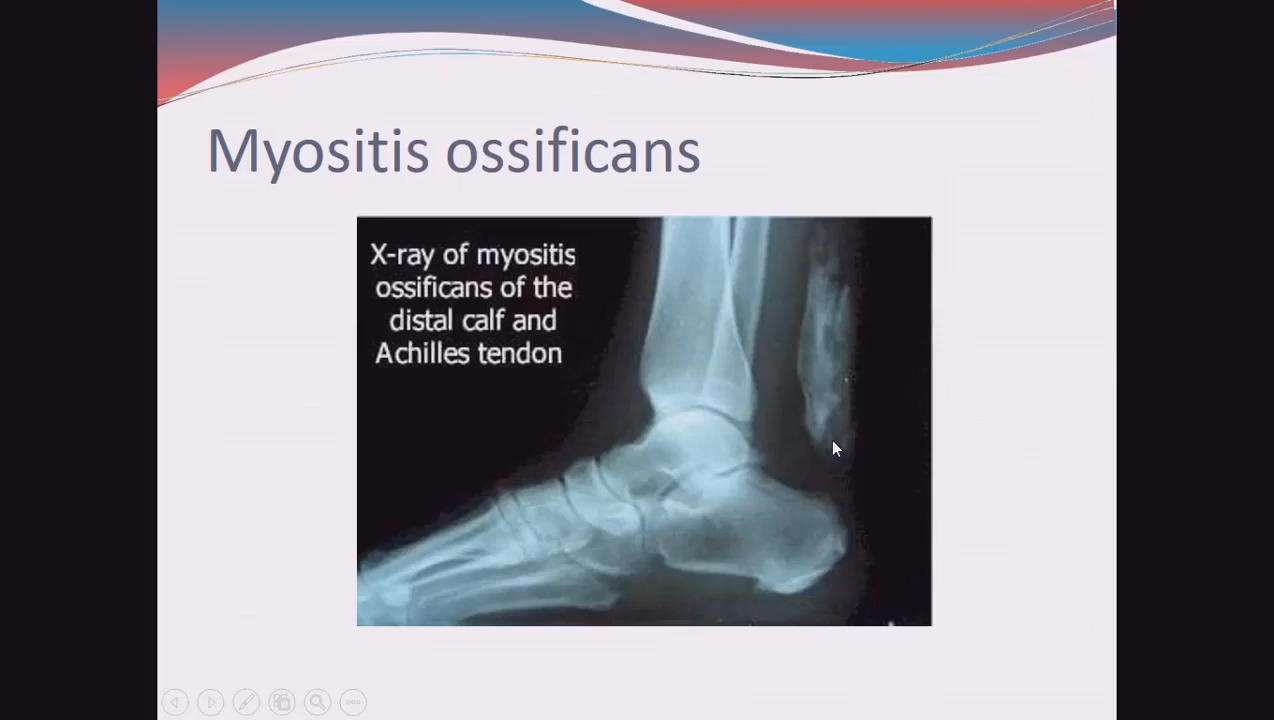 Myositis ossificans
X-ray of myositis
ossificans of the
distal calf and
Achilles tendon